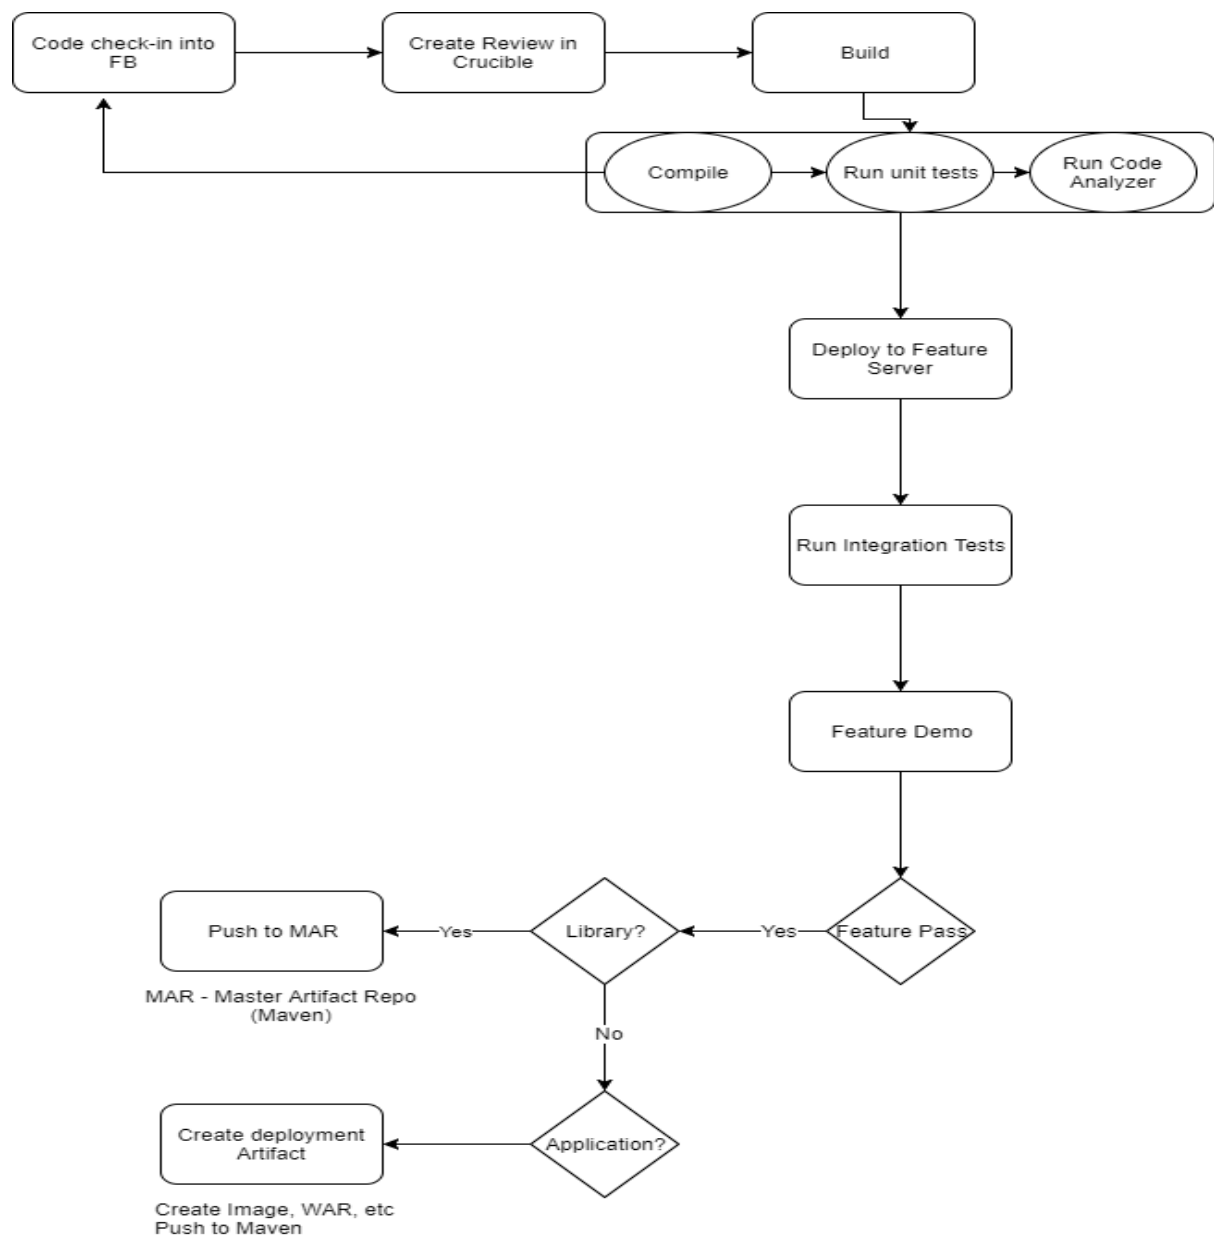 Code check-in into
FB
Create Review in
Crucible
Build
Compile
Run unit tests
Run Code
Analyzer
Deploy to Feature
Server
Run Integration Tests
Feature Demo
Feature Pass
Yes
Library?
Yes
Push to MAR
MAR - Master Artifact Repo
(Maven)
No
Application?
Create deployment
Artifact
Create Image, WAR, etc
Push to Maven